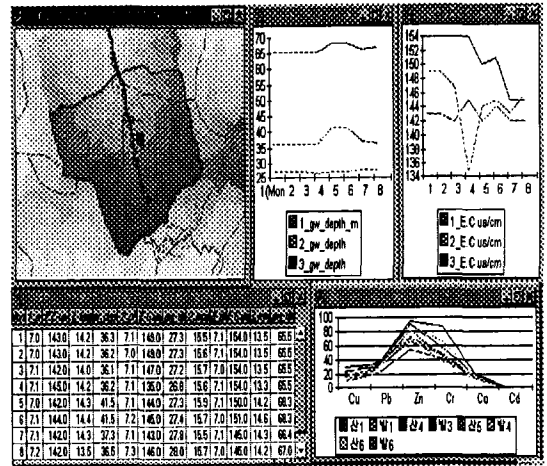 70
65
60
55
50
45
40
35
30
25
1(Mon 2 3 4 5 6 7 8
1_gw_depth_m
2_gw_depth
3_gw_depth
154
152
150
148
146
144
142
140
138
136
134
1 2 3 4 5 6 7 8
1_E.C us/cm
2_E.C us/cm
3_E.C us/cm
1 7.0 143.0 14.2 36.3 7.1 149.0 27.3 15.5 7.1 154.0 13.5 65.5
2 7.0 143.0 14.2 36.2 7.0 149.0 27.3 15.6 7.1 154.0 13.5 65.5
3 7.1 142.0 14.0 36.1 7.1 147.0 27.2 15.7 7.0 154.0 13.5 65.5
4 7.1 145.0 14.2 36.2 7.1 135.0 26.6 15.6 7.1 154.0 13.3 65.5
5 7.0 142.0 14.3 41.5 7.1 144.0 27.3 15.9 7.1 150.0 14.2 68.3
6 7.1 144.0 14.4 41.5 7.2 145.0 27.4 15.7 7.0 151.0 14.6 68.3
7 7.1 142.0 14.3 37.3 7.1 143.0 27.8 15.5 7.1 145.0 14.3 66.4
8 7.2 142.0 13.5 36.5 7.3 146.0 28.0 15.7 7.0 145.0 14.2 67.0
100
80
60
40
20
0
Cu Pb Zn Cr Co Cd
산1 밭1 산4 밭3 산5 밭4
산6 밭6